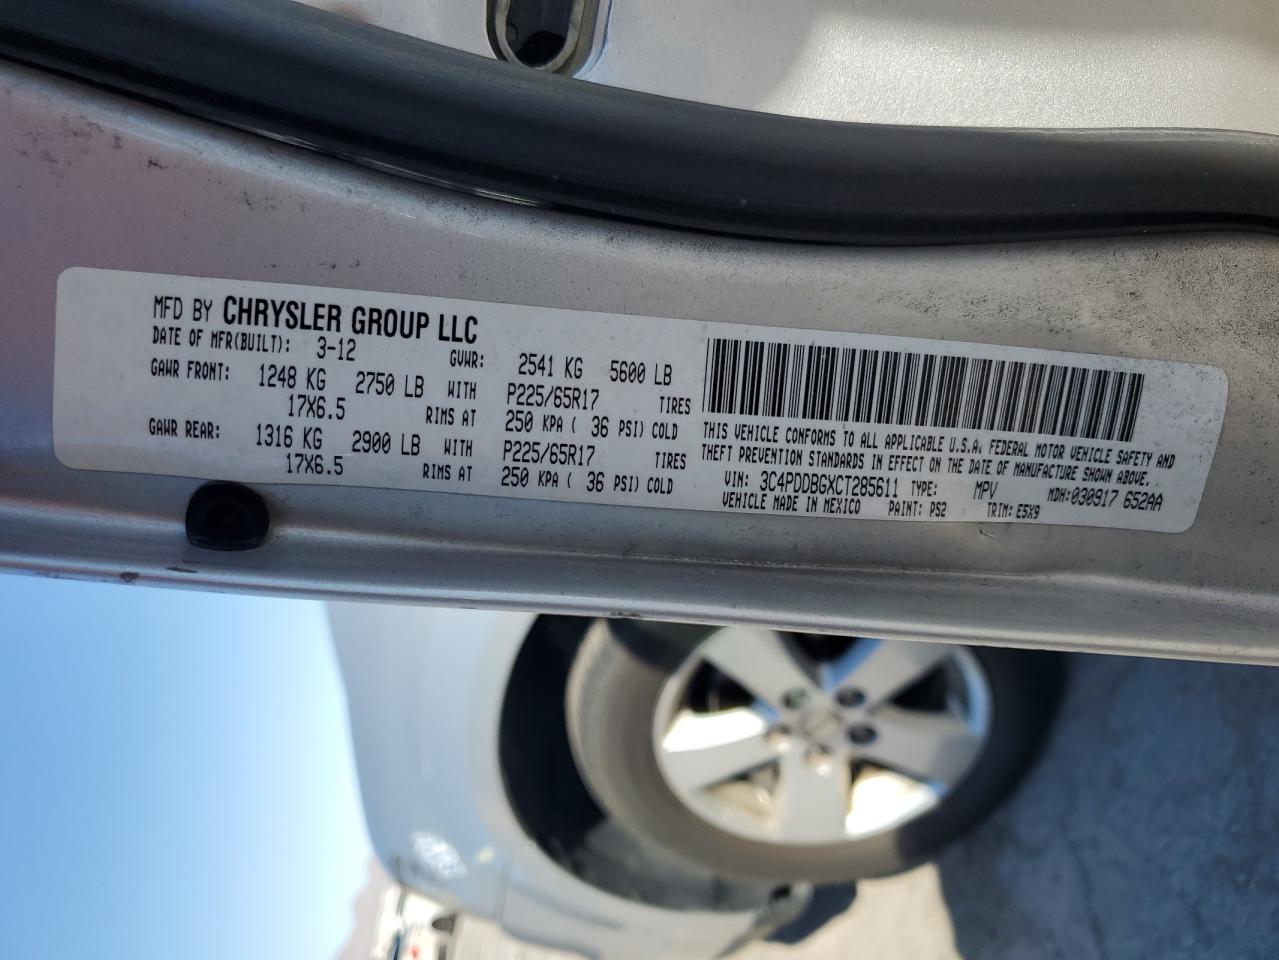 MFD BY CHRYSLER GROUP LLC
DATE OF MFR(BUILT): 3-12 GVWR: 2541 KG 5600 LB
GAWR FRONT: 1248 KG 2750 LB WITH P225/65R17 TIRES
17X6.5 RIMS AT 250 KPA ( 36 PSI) COLD
GAWR REAR: 1316 KG 2900 LB WITH P225/65R17 TIRES
17X6.5 RIMS AT 250 KPA ( 36 PSI) COLD
THIS VEHICLE CONFORMS TO ALL APPLICABLE U.S.A. FEDERAL MOTOR VEHICLE SAFETY AND
THEFT PREVENTION STANDARDS IN EFFECT ON THE DATE OF MANUFACTURE SHOWN ABOVE.
VIN: 3C4PDDBGXCT285611 TYPE: MPV MDH:030917 652AA
VEHICLE MADE IN MEXICO PAINT: PS2 TRIM: E5X9